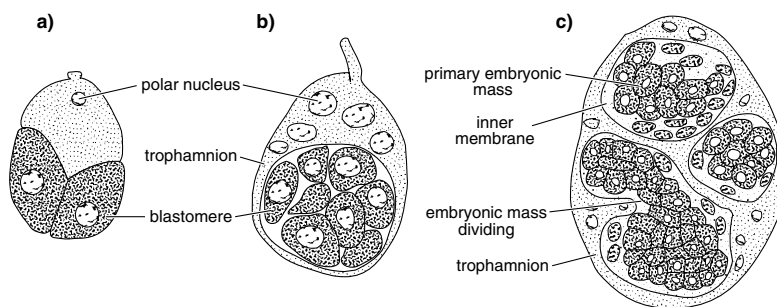 a)
b)
c)
polar nucleus
trophamnion
blastomere
primary embryonic
mass
inner
membrane
embryonic mass
dividing
trophamnion